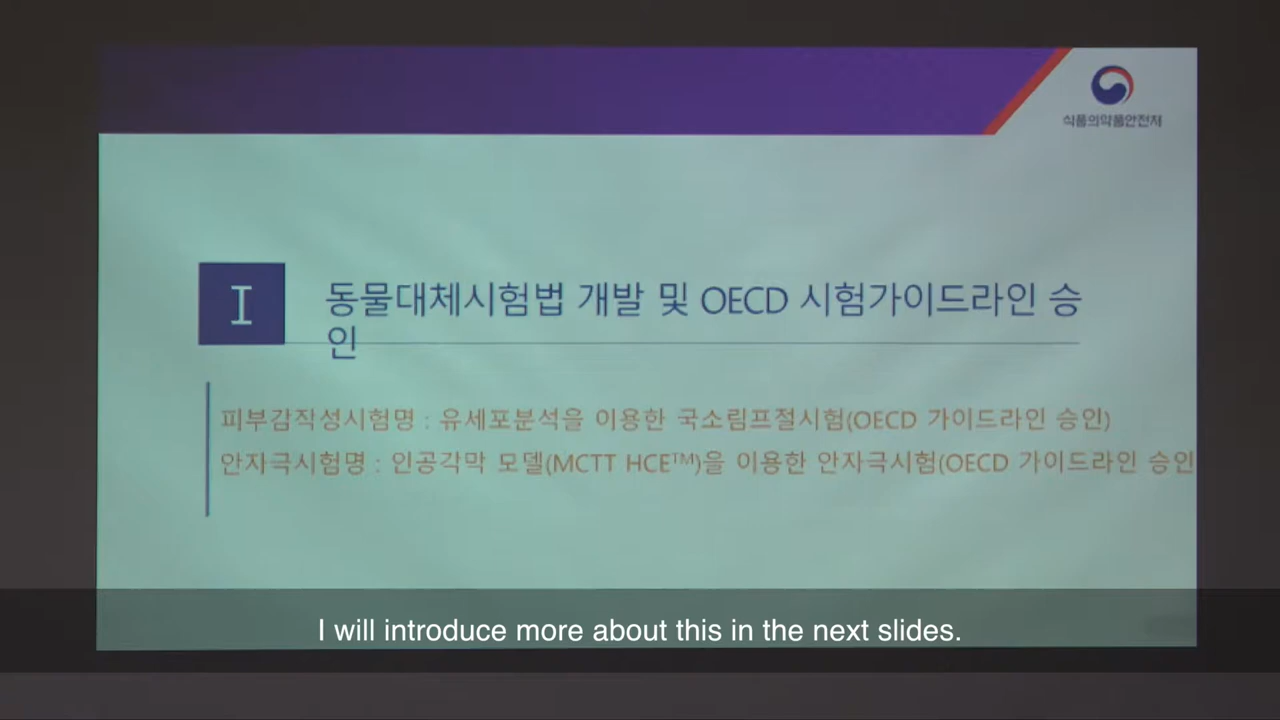 식품의약품안전처
I
동물대체시험법 개발 및 OECD 시험가이드라인 승
인
피부감작성시험명 : 유세포분석을 이용한 국소림프절시험(OECD 가이드라인 승인)
안자극시험명 : 인공각막 모델(MCTT HCE™)을 이용한 안자극시험(OECD 가이드라인 승인
I will introduce more about this in the next slides.